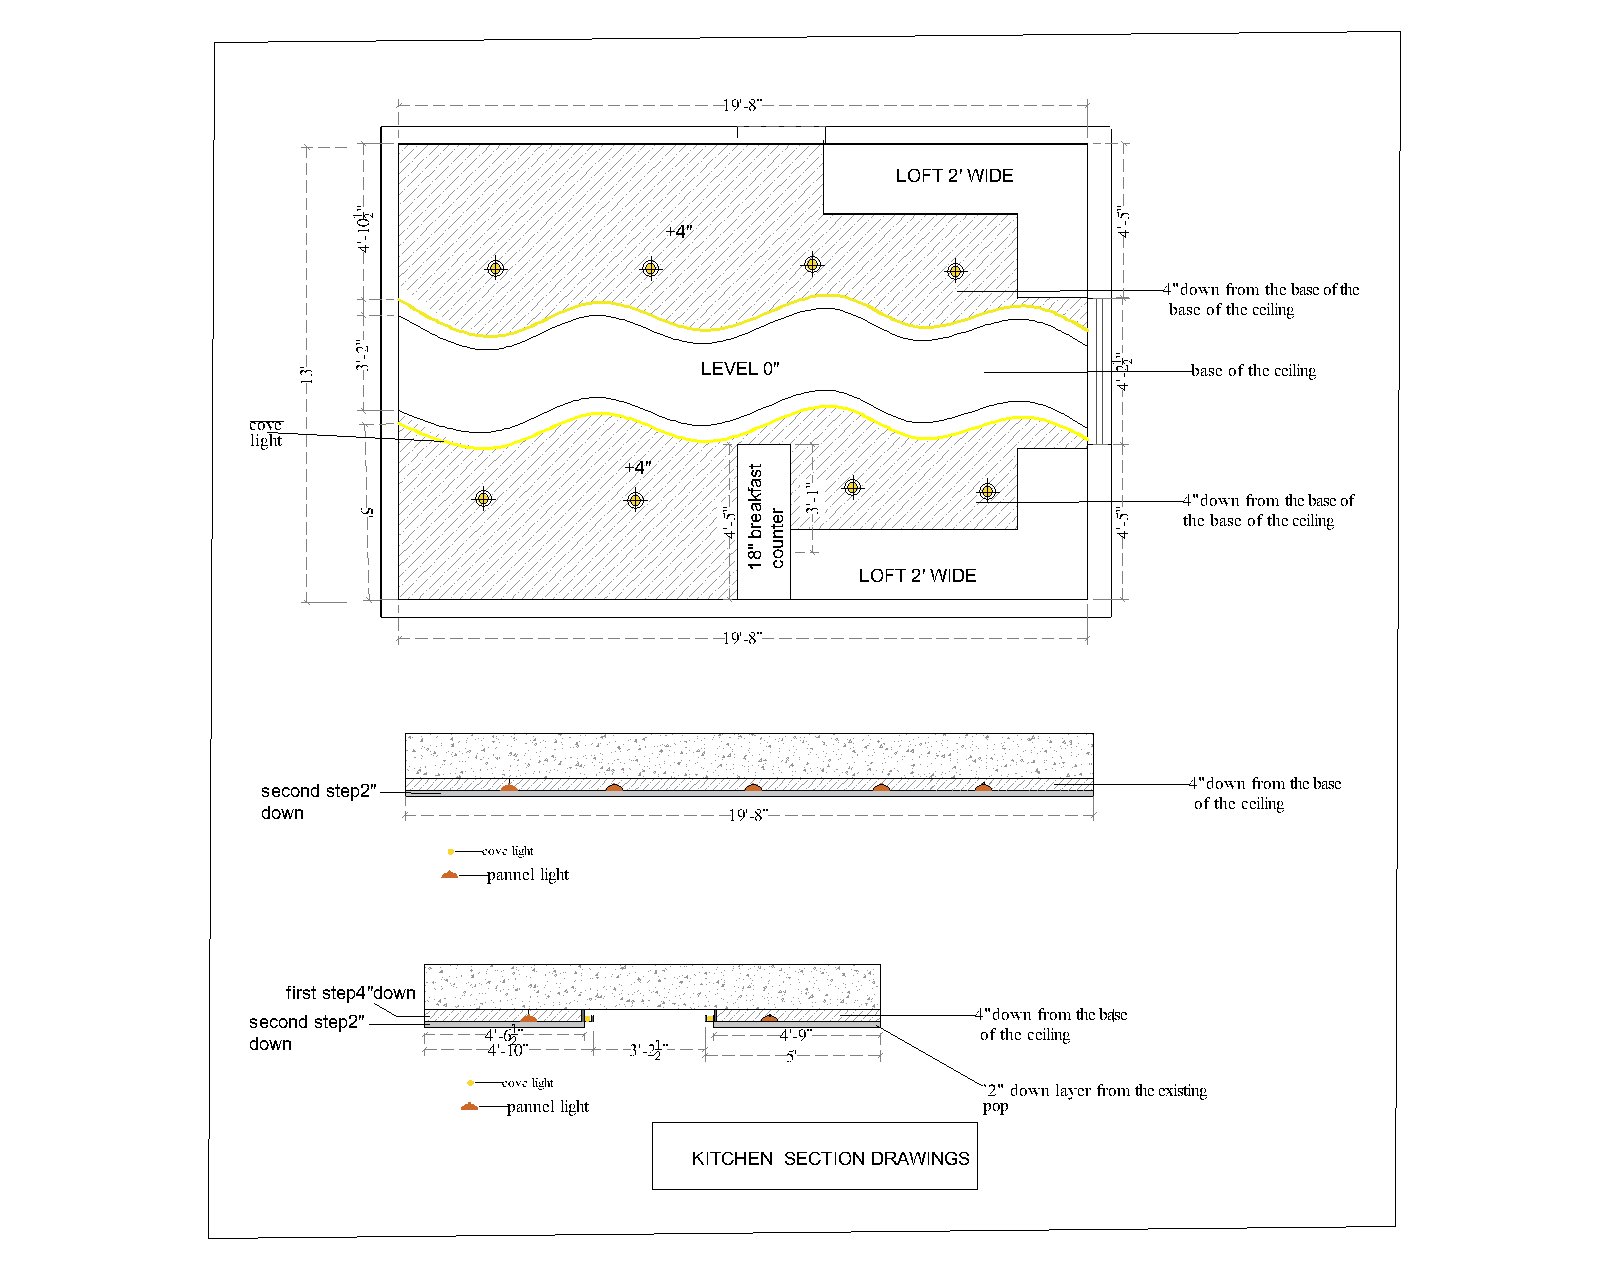 19'-8"
LOFT 2' WIDE
4'-10½"
4'-5"
+4"
4"down from the base of the
base of the ceiling
13'
3'-2"
LEVEL 0"
4'-2½"
base of the ceiling
cove
light
+4"
5'
4'-5"
18" breakfast
counter
3'-1"
4"down from the base of
the base of the ceiling
4'-5"
LOFT 2' WIDE
19'-8"
second step2"
down
4"down from the base
of the ceiling
19'-8"
cove light
pannel light
first step4"down
second step2"
down
4"down from the base
of the ceiling
4'-6½"
4'-9"
4'-10"
3'-2½"
5'
cove light
pannel light
'2" down layer from the existing
pop
KITCHEN SECTION DRAWINGS